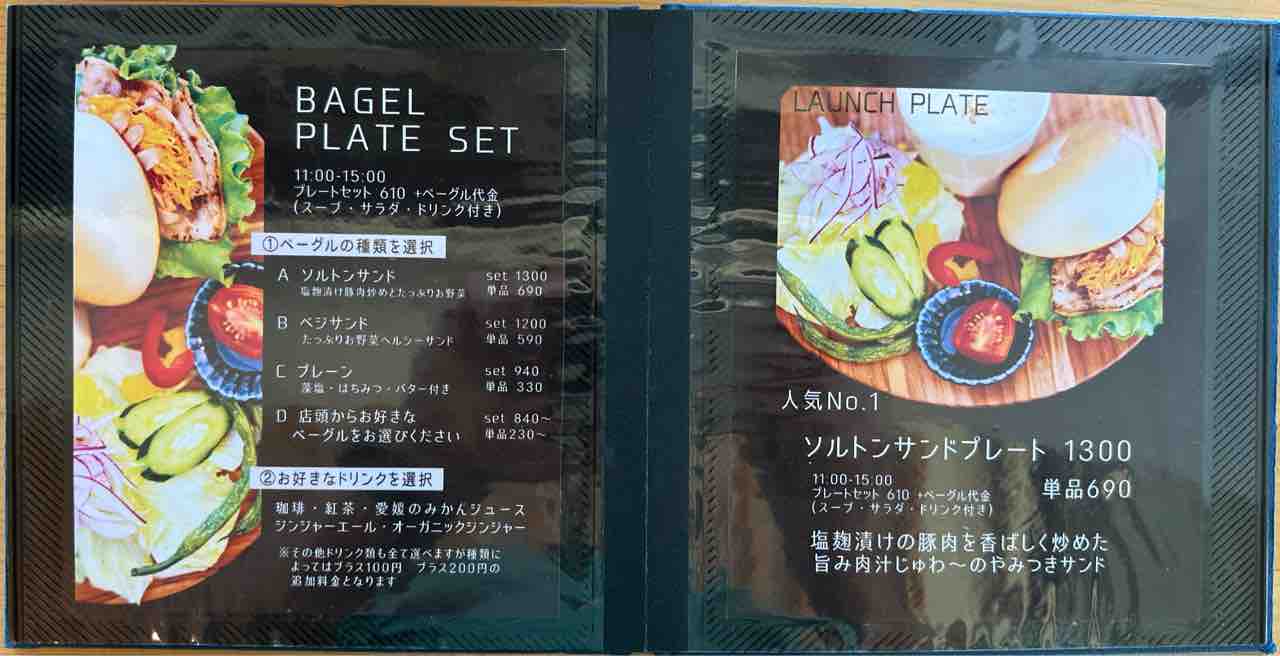 BAGEL
PLATE SET
11:00-15:00
プレートセット 610 +ベーグル代金
(スープ・サラダ・ドリンク付き)
①ベーグルの種類を選択
A ソルトンサンド set 1300
塩麹漬け豚肉炒めとたっぷりお野菜 単品 690
B ベジサンド set 1200
たっぷりお野菜ヘルシーサンド 単品 590
C プレーン set 940
藻塩・はちみつ・バター付き 単品 330
D 店頭からお好きな set 840~
ベーグルをお選びください 単品230~
②お好きなドリンクを選択
珈琲・紅茶・愛媛のみかんジュース
ジンジャーエール・オーガニックジンジャー
※その他ドリンク類も全て選べますが種類に
よってはプラス100円 プラス200円の
追加料金となります
LAUNCH PLATE
人気No.1
ソルトンサンドプレート 1300
11:00-15:00
プレートセット 610 +ベーグル代金
(スープ・サラダ・ドリンク付き)
単品690
塩麹漬けの豚肉を香ばしく炒めた
旨み肉汁じゅわ〜のやみつきサンド